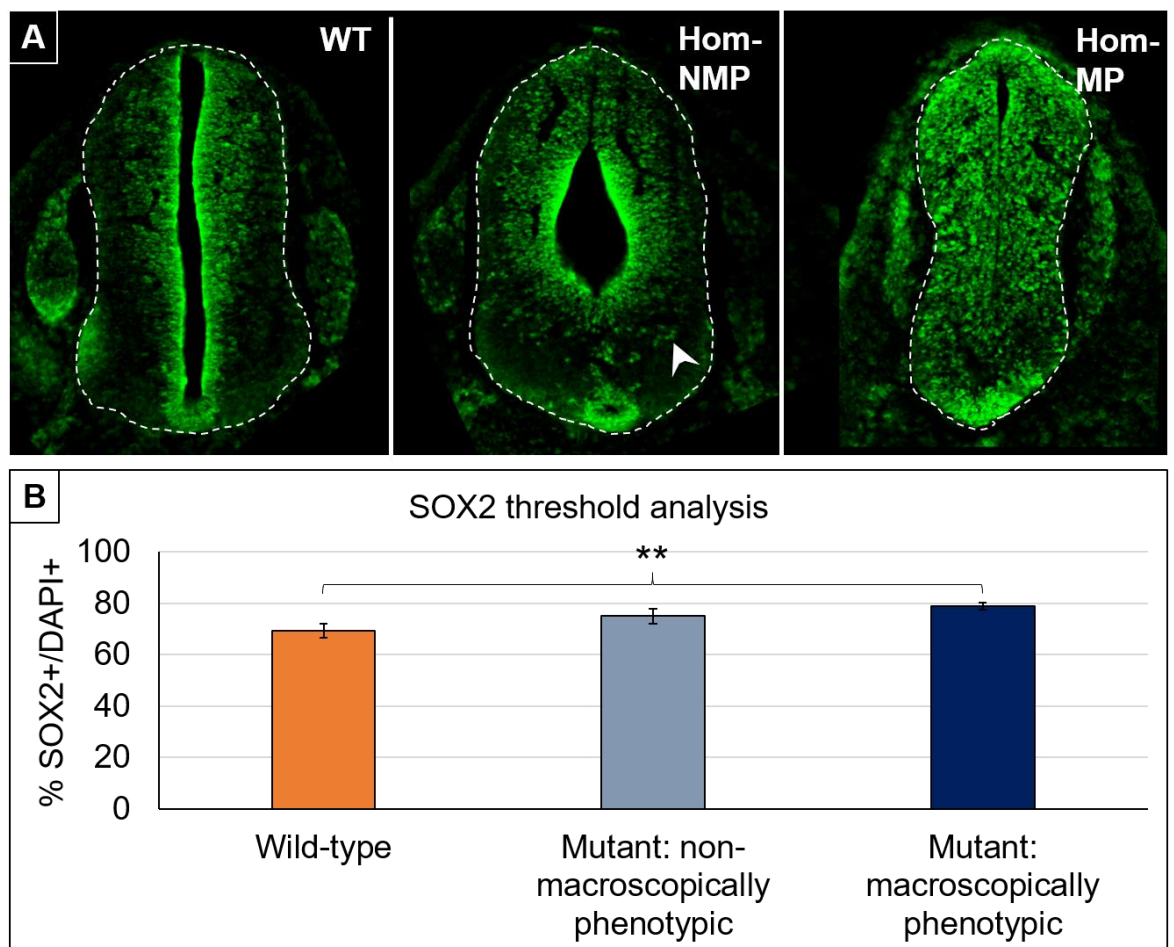 A
WT
Hom-
NMP
Hom-
MP
B
SOX2 threshold analysis
% SOX2+/DAPI+
100
80
60
40
20
0
**
Wild-type
Mutant: non-
macroscopically
phenotypic
Mutant:
macroscopically
phenotypic